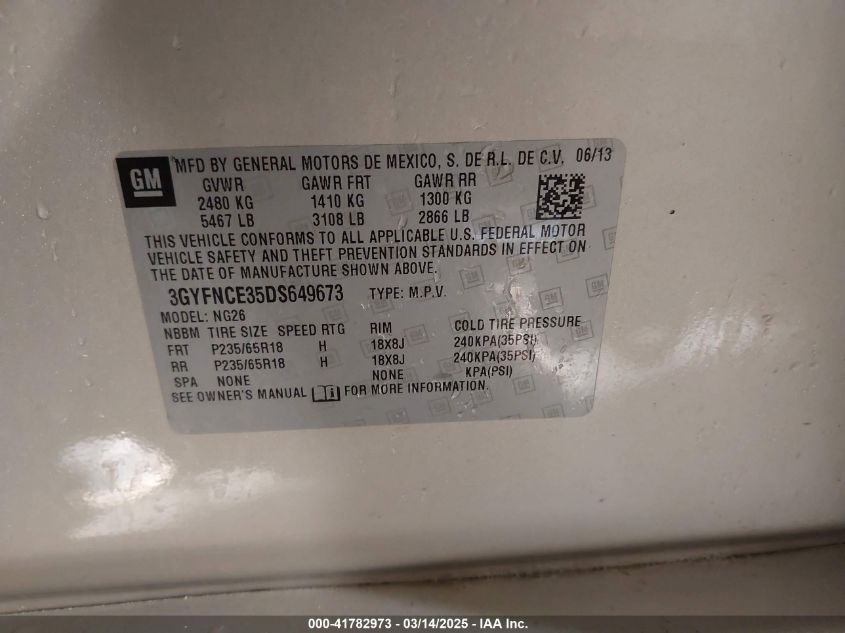 GM
MFD BY GENERAL MOTORS DE MEXICO, S. DE R.L. DE C.V. 06/13
GVWR GAWR FRT GAWR RR
2480 KG 1410 KG 1300 KG
5467 LB 3108 LB 2866 LB
THIS VEHICLE CONFORMS TO ALL APPLICABLE U.S. FEDERAL MOTOR
VEHICLE SAFETY AND THEFT PREVENTION STANDARDS IN EFFECT ON
THE DATE OF MANUFACTURE SHOWN ABOVE.
3GYFNCE35DS649673 TYPE: M.P.V.
MODEL: NG26
NBBM TIRE SIZE SPEED RTG RIM COLD TIRE PRESSURE
FRT P235/65R18 H 18X8J 240KPA(35PSI)
RR P235/65R18 H 18X8J 240KPA(35PSI)
SPA NONE NONE KPA(PSI)
SEE OWNER'S MANUAL FOR MORE INFORMATION.
000-41782973 - 03/14/2025 - IAA Inc.